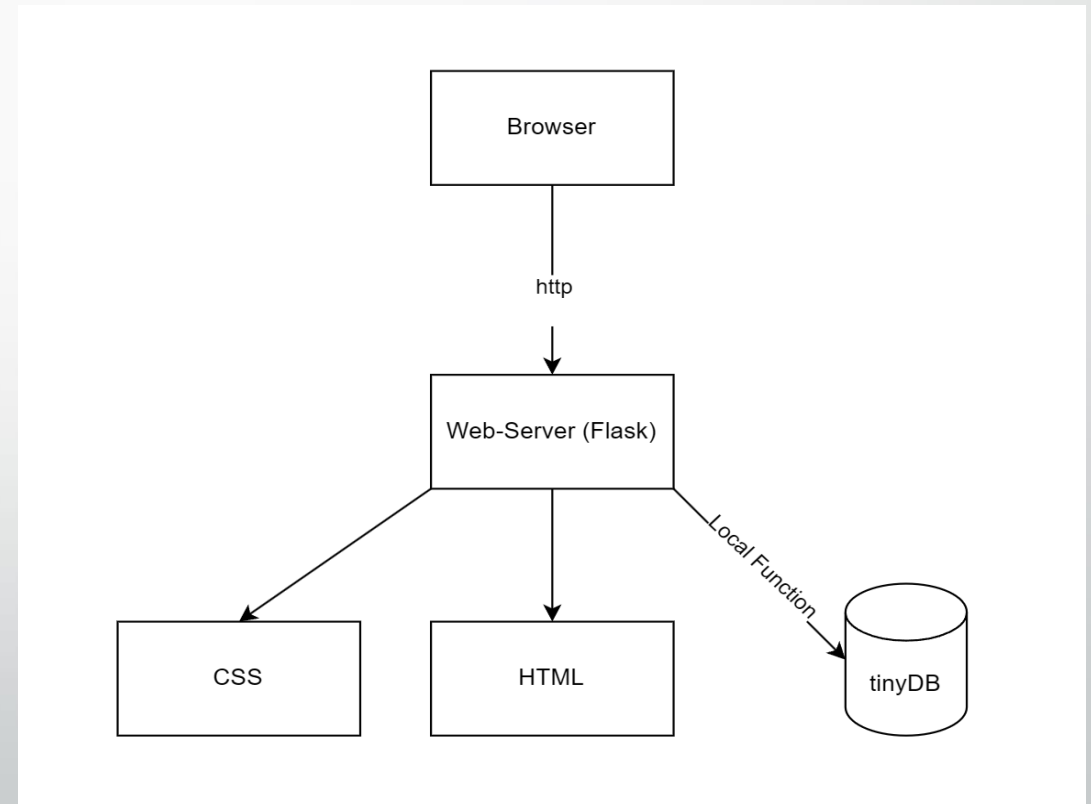 Browser
http
Web-Server (Flask)
Local Function
CSS
HTML
tinyDB